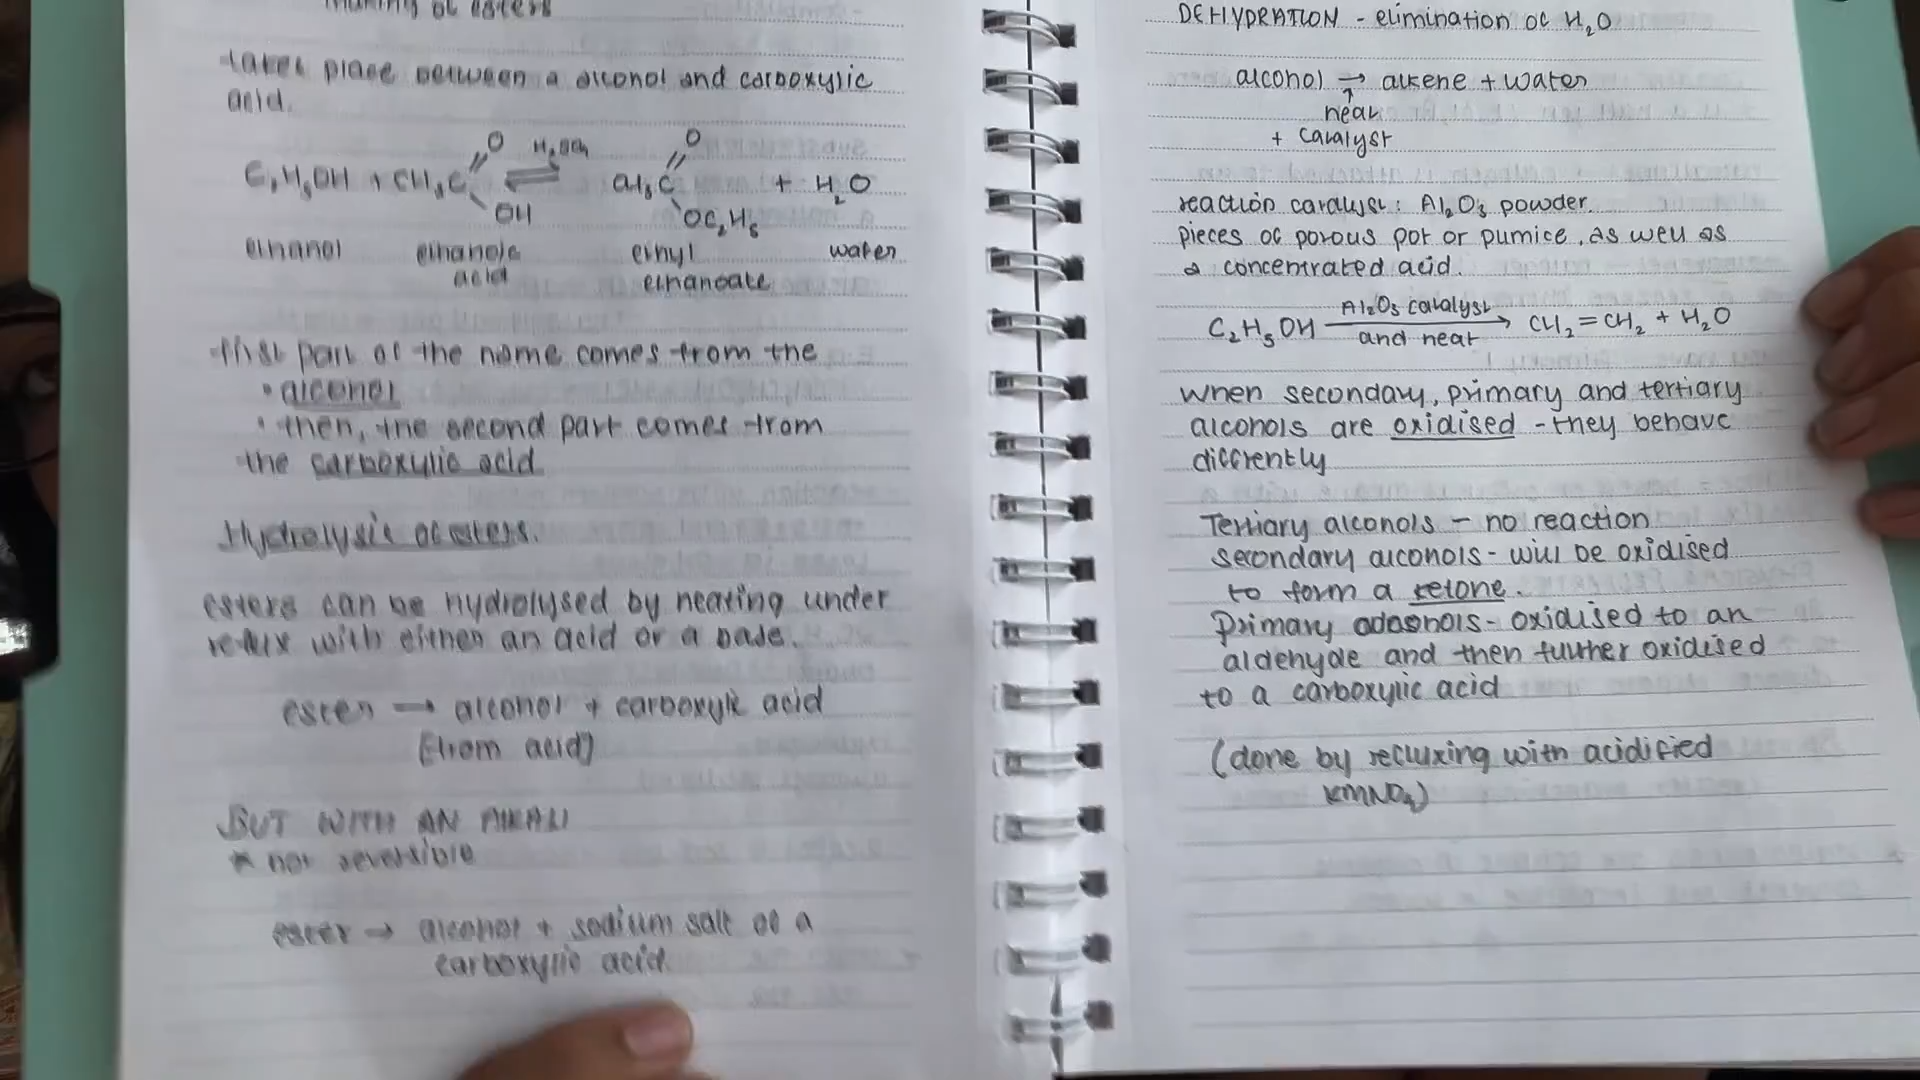 making of esters
takes place between a alcohol and carboxylic
acid.
C₂H₅OH + CH₃C
O
OH
H₂SO₄
⇌
CH₃C
O
OC₂H₅
+ H₂O
ethanol ethanoic ethyl water
acid ethanoate
first part of the name comes from the
• alcohol
• then, the second part comes from
the carboxylic acid
Hydrolysis of esters.
esters can be hydrolysed by heating under
reflux with either an acid or a base.
ester → alcohol + carboxylic acid
(from acid)
BUT WITH AN ALKALI
* not reversible
ester → alcohol + sodium salt of a
carboxylic acid
DEHYDRATION - elimination of H₂O
alcohol → alkene + water
↑
heat
+ catalyst
reaction catalyst: Al₂O₃ powder.
pieces of porous pot or pumice, as well as
a concentrated acid.
C₂H₅OH Al₂O₃ catalyst → CH₂=CH₂ + H₂O
and heat
When secondary, primary and tertiary
alcohols are oxidised - they behave
diffrently
Tertiary alcohols - no reaction
secondary alcohols - will be oxidised
to form a ketone.
Primary - oxidised to an
aldehyde and then further oxidised
to a carboxylic acid
(done by refluxing with acidified
KMNO₄)